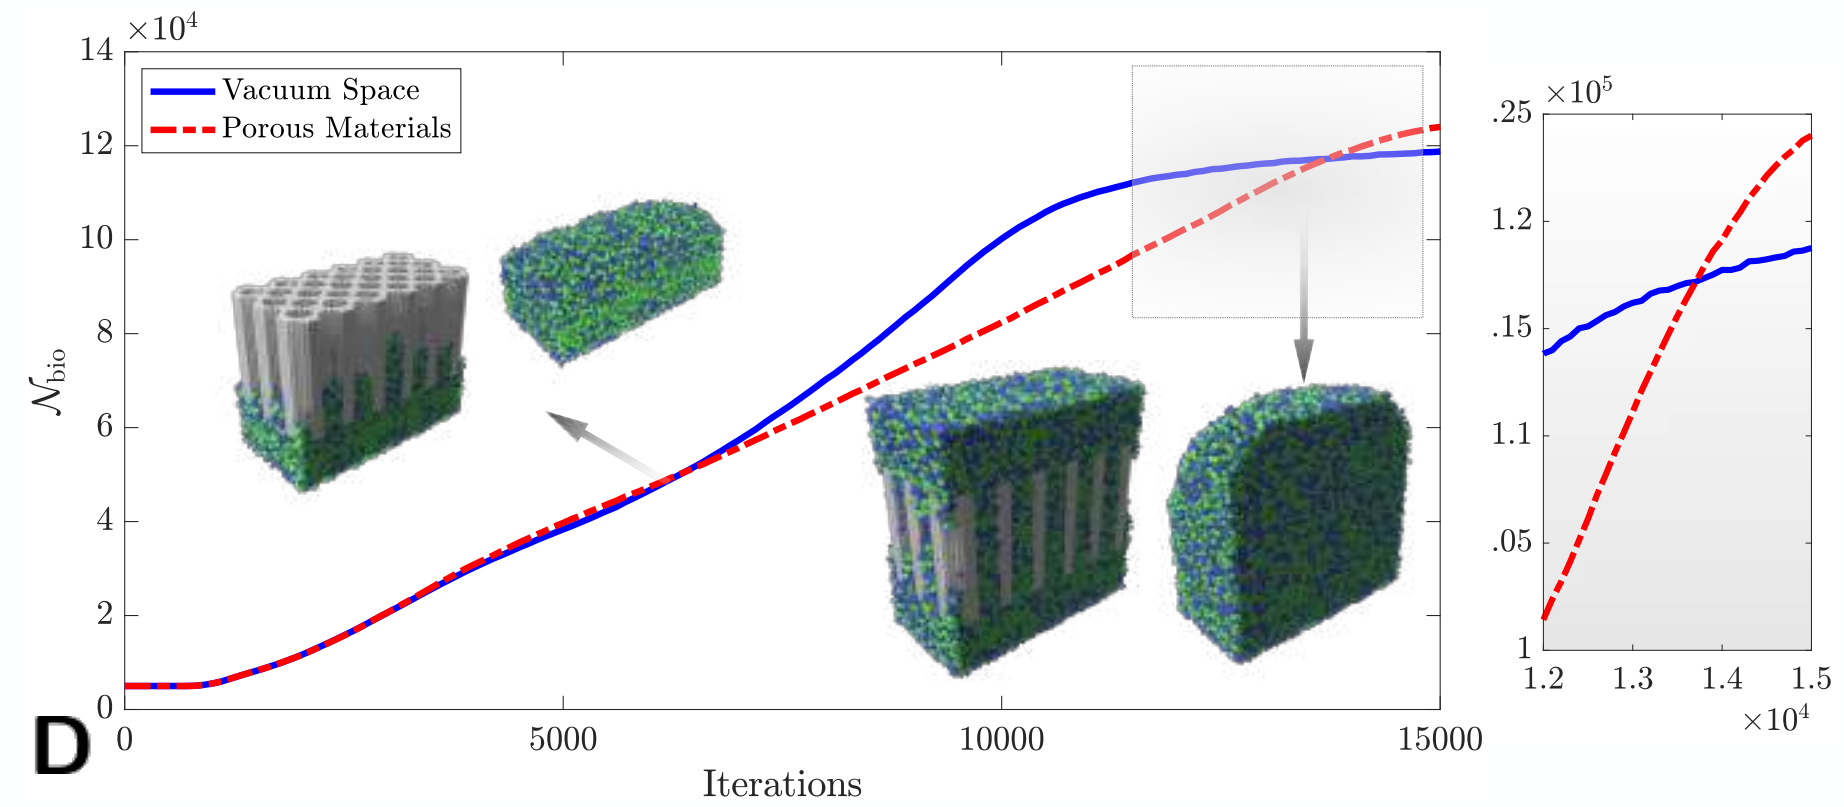 ×10⁴
14
12
10
8
6
4
2
0
𝒩bio
Vacuum Space
Porous Materials
0 5000 10000 15000
Iterations
D
×10⁵
.25
1.2
.15
1.1
.05
1
1.2 1.3 1.4 1.5
×10⁴